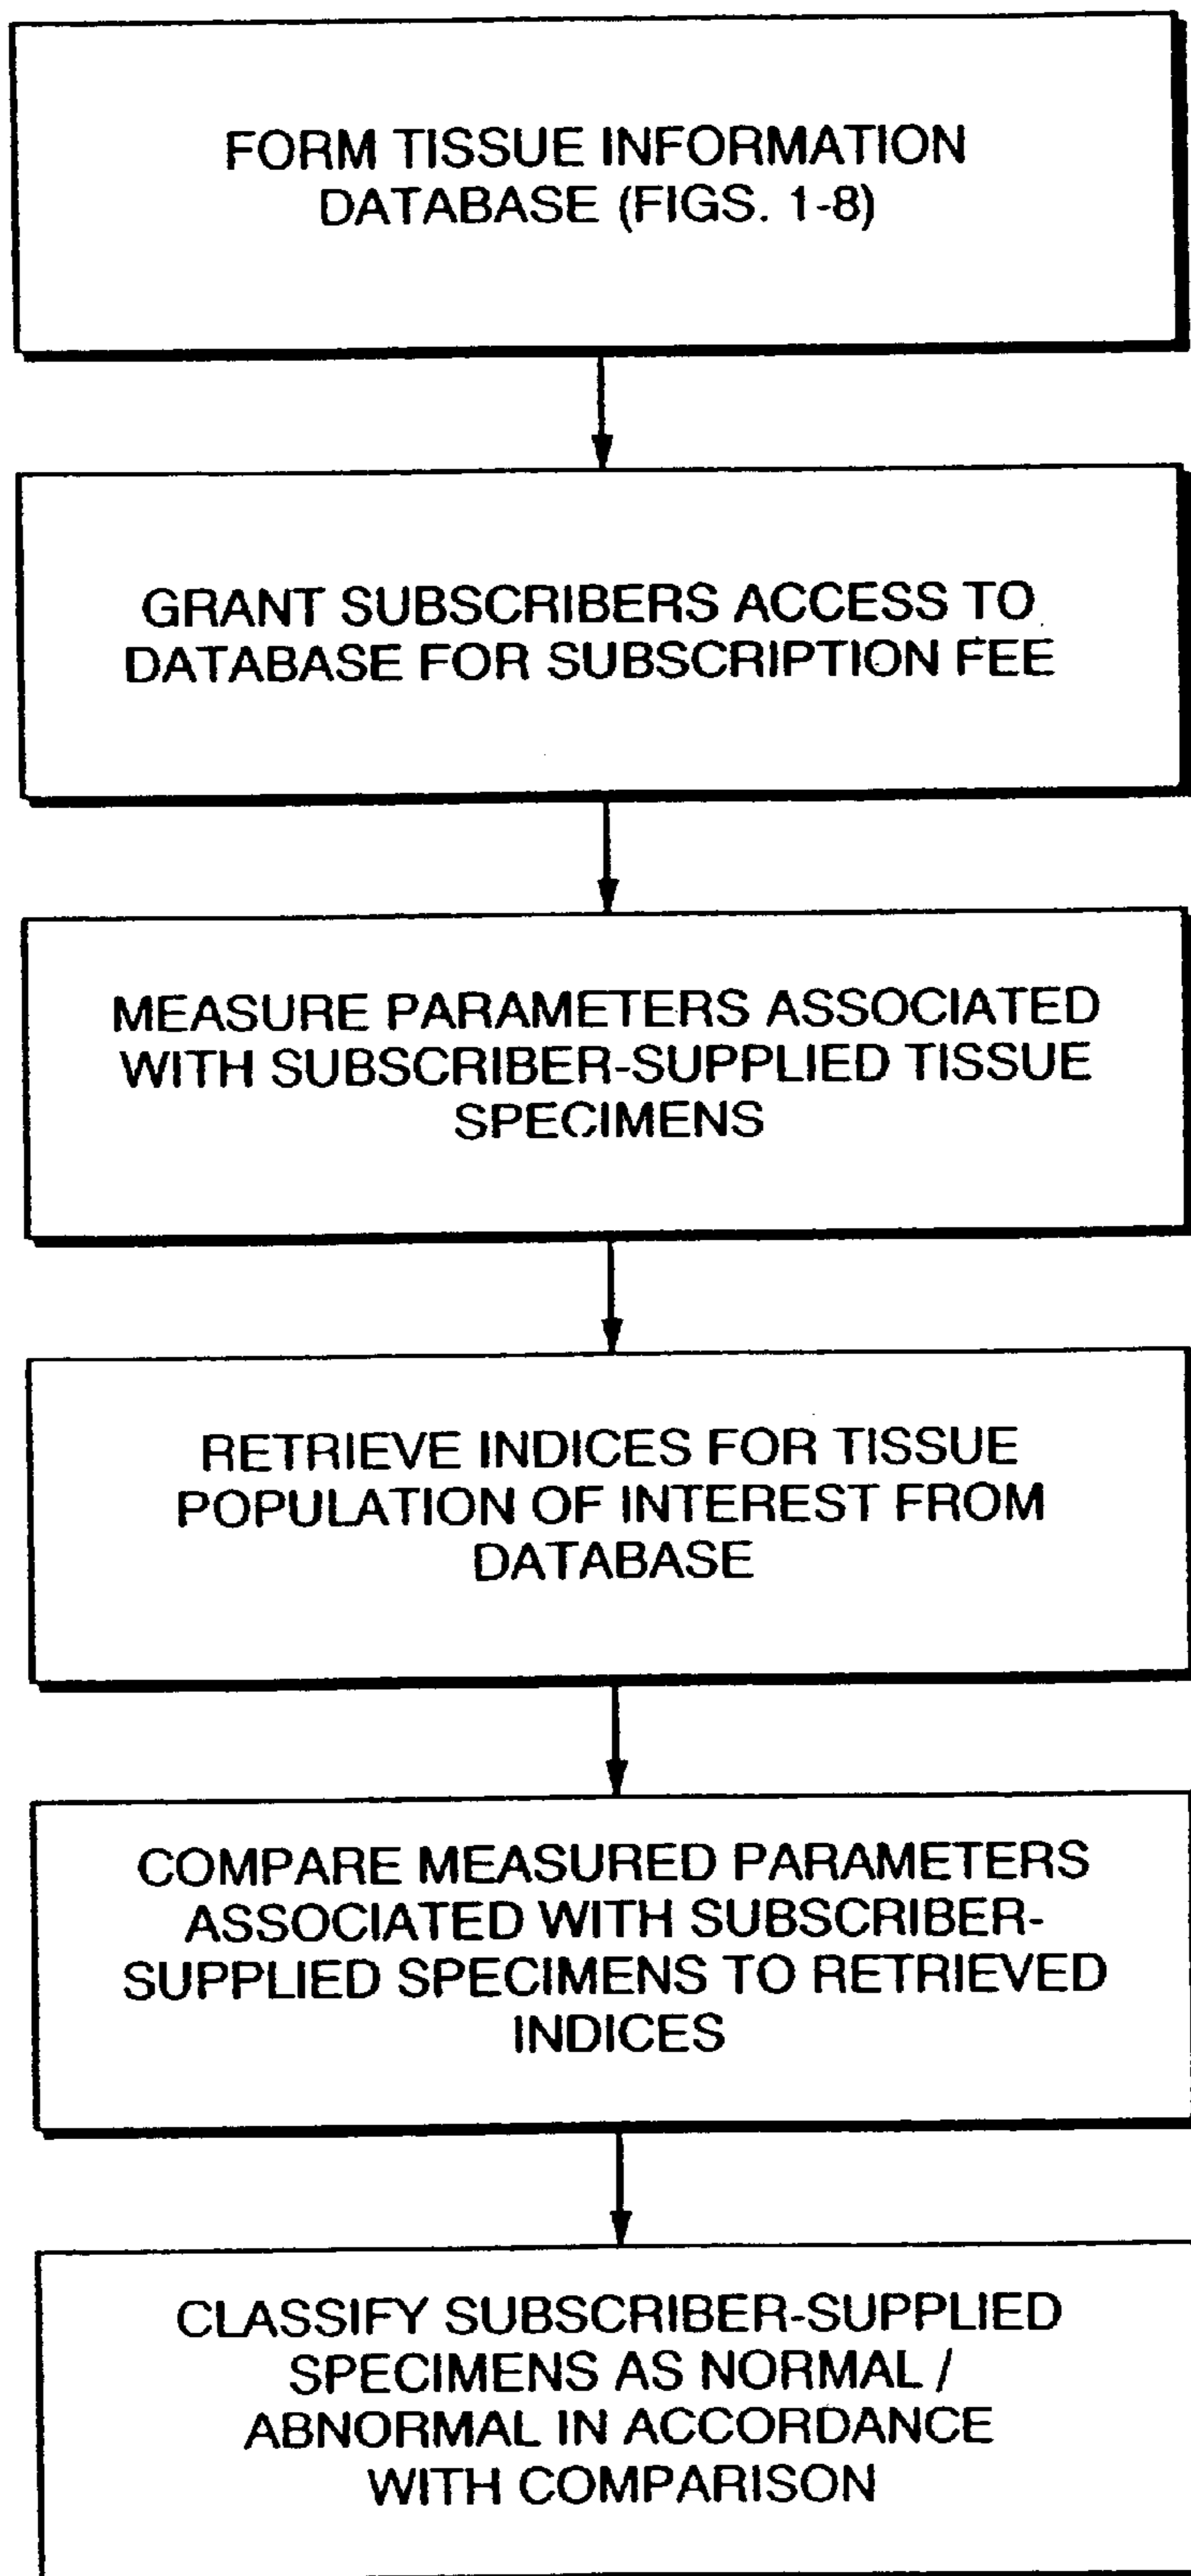 FORM TISSUE INFORMATION
DATABASE (FIGS. 1-8)
GRANT SUBSCRIBERS ACCESS TO
DATABASE FOR SUBSCRIPTION FEE
MEASURE PARAMETERS ASSOCIATED
WITH SUBSCRIBER-SUPPLIED TISSUE
SPECIMENS
RETRIEVE INDICES FOR TISSUE
POPULATION OF INTEREST FROM
DATABASE
COMPARE MEASURED PARAMETERS
ASSOCIATED WITH SUBSCRIBER-
SUPPLIED SPECIMENS TO RETRIEVED
INDICES
CLASSIFY SUBSCRIBER-SUPPLIED
SPECIMENS AS NORMAL /
ABNORMAL IN ACCORDANCE
WITH COMPARISON